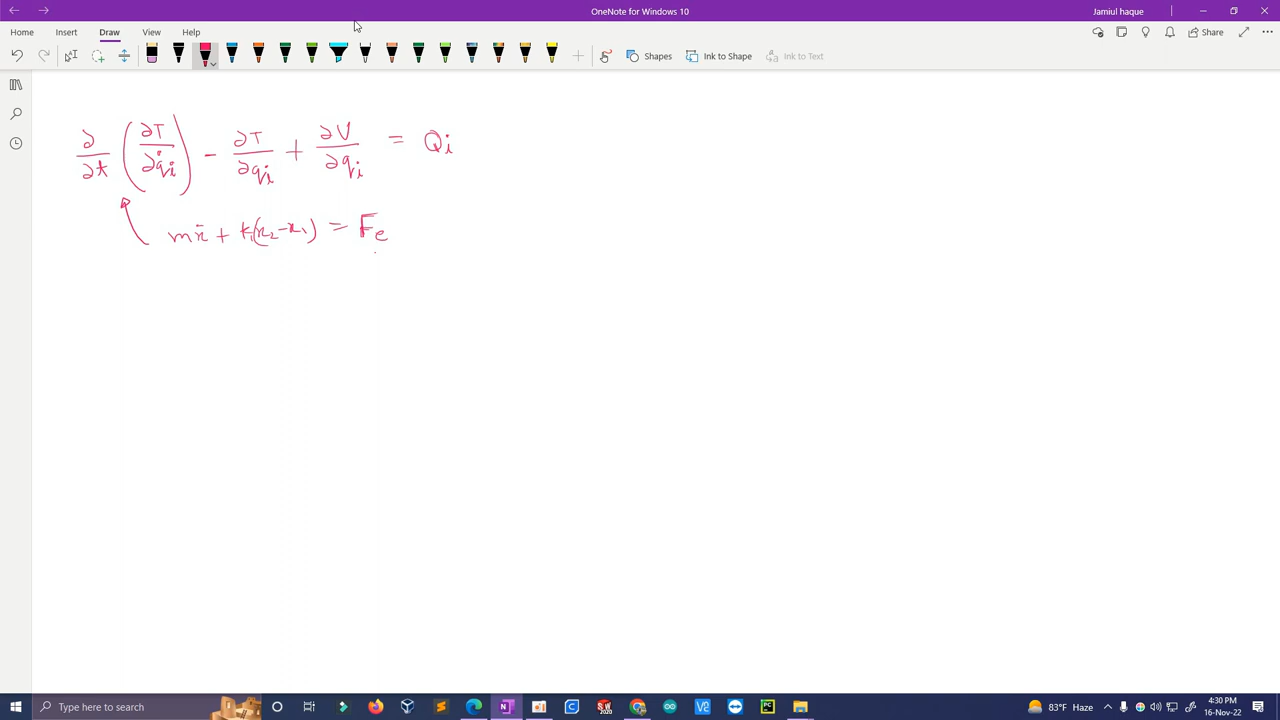 OneNote for Windows 10
Jamiul haque
Home Insert Draw View Help
Share
Shapes Ink to Shape Ink to Text
∂/∂t (∂T/∂q̇i) - ∂T/∂qi + ∂V/∂qi = Qi
mẍ + k1(x2-x1) = Fe
Type here to search
83°F Haze
4:30 PM
16-Nov-22